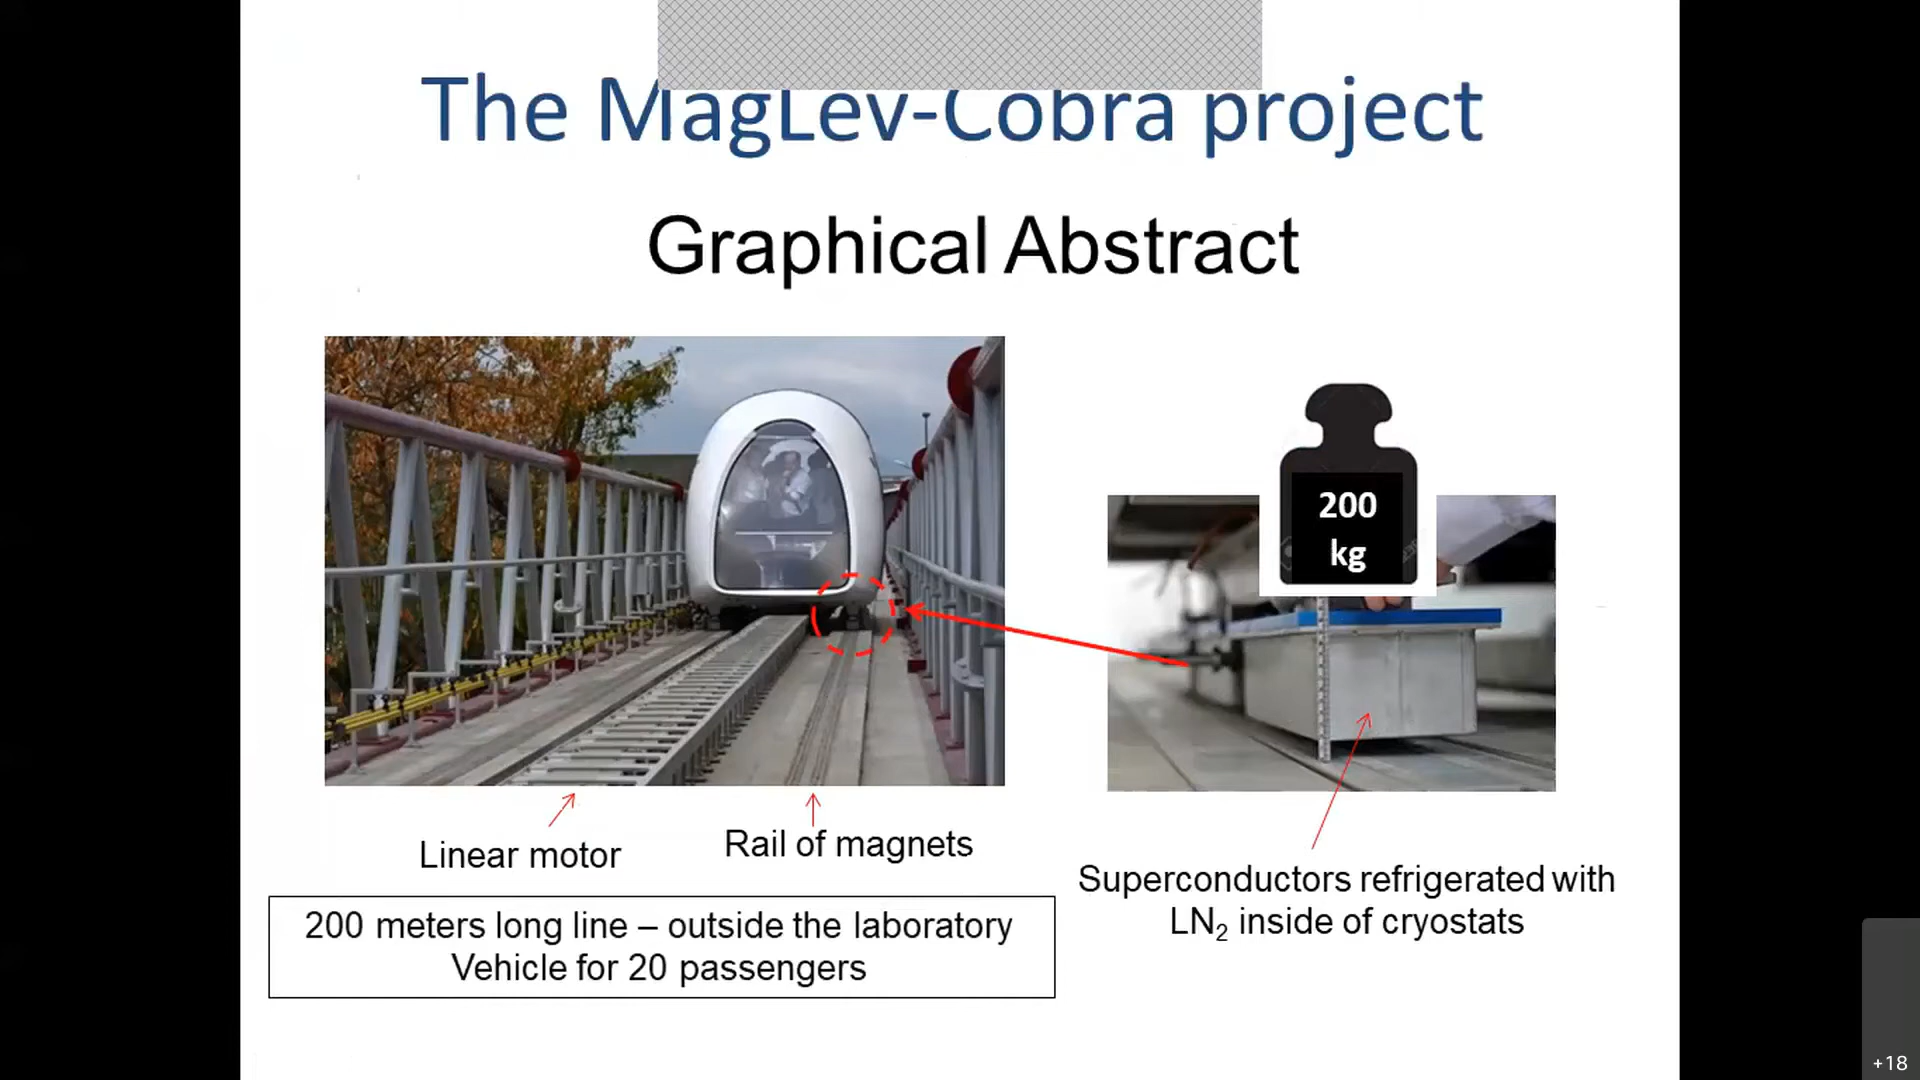 The MagLev-Cobra project
Graphical Abstract
200
kg
Linear motor
Rail of magnets
Superconductors refrigerated with
LN₂ inside of cryostats
200 meters long line – outside the laboratory
Vehicle for 20 passengers
+18